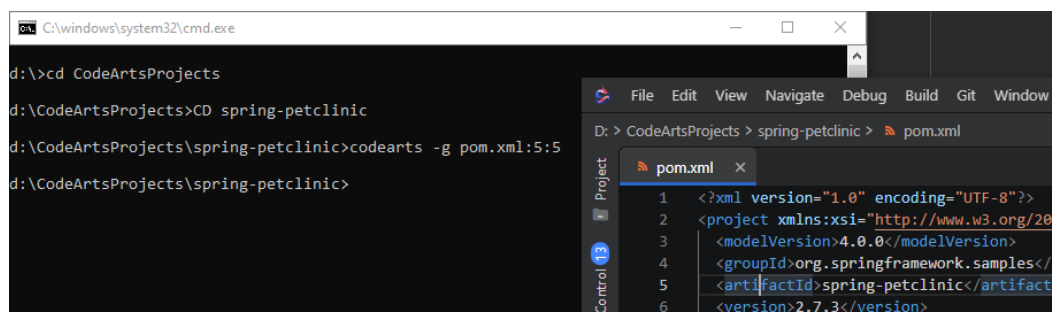 C:\windows\system32\cmd.exe
d:\>cd CodeArtsProjects
d:\CodeArtsProjects>CD spring-petclinic
d:\CodeArtsProjects\spring-petclinic>codearts -g pom.xml:5:5
d:\CodeArtsProjects\spring-petclinic>
File Edit View Navigate Debug Build Git Window
D: > CodeArtsProjects > spring-petclinic > pom.xml
Project
13
Control
pom.xml
1 <?xml version="1.0" encoding="UTF-8"?>
2 <project xmlns:xsi="http://www.w3.org/20
3 <modelVersion>4.0.0</modelVersion>
4 <groupId>org.springframework.samples</
5 <artifactId>spring-petclinic</artifact
6 <version>2.7.3</version>